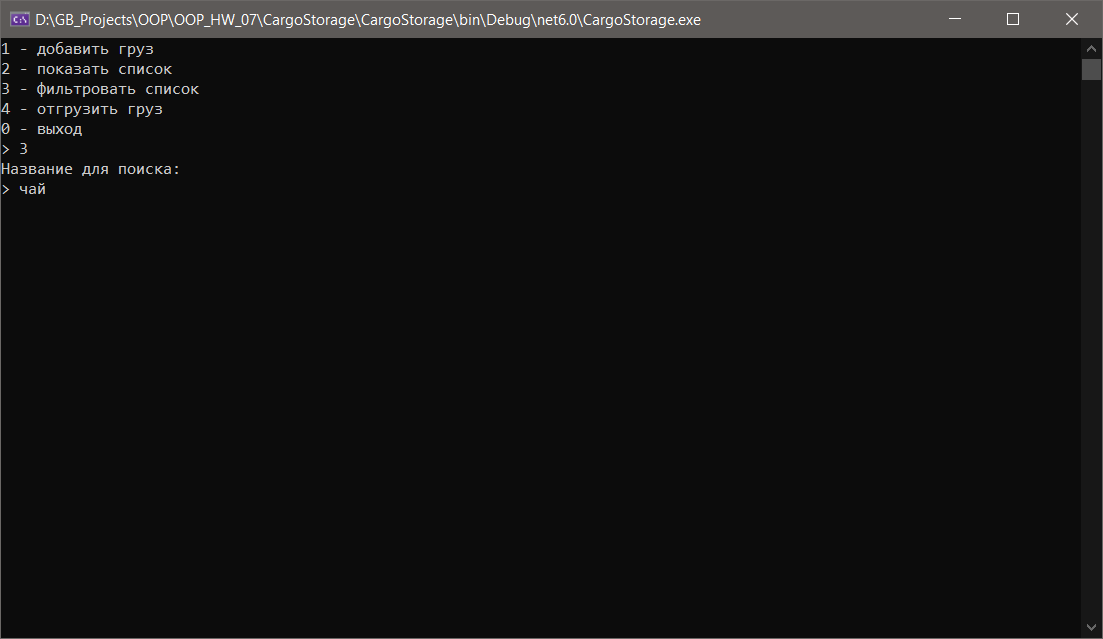 D:\GB_Projects\OOP\OOP_HW_07\CargoStorage\CargoStorage\bin\Debug\net6.0\CargoStorage.exe
1 - добавить груз
2 - показать список
3 - фильтровать список
4 - отгрузить груз
0 - выход
> 3
Название для поиска:
> чай